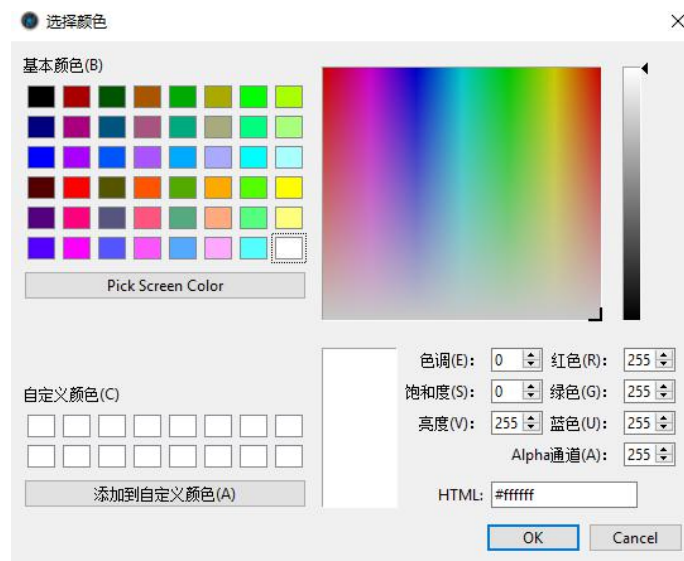 选择颜色
基本颜色(B)
Pick Screen Color
自定义颜色(C)
添加到自定义颜色(A)
色调(E): 0 红色(R): 255
饱和度(S): 0 绿色(G): 255
亮度(V): 255 蓝色(U): 255
Alpha通道(A): 255
HTML: #ffffff
OK Cancel